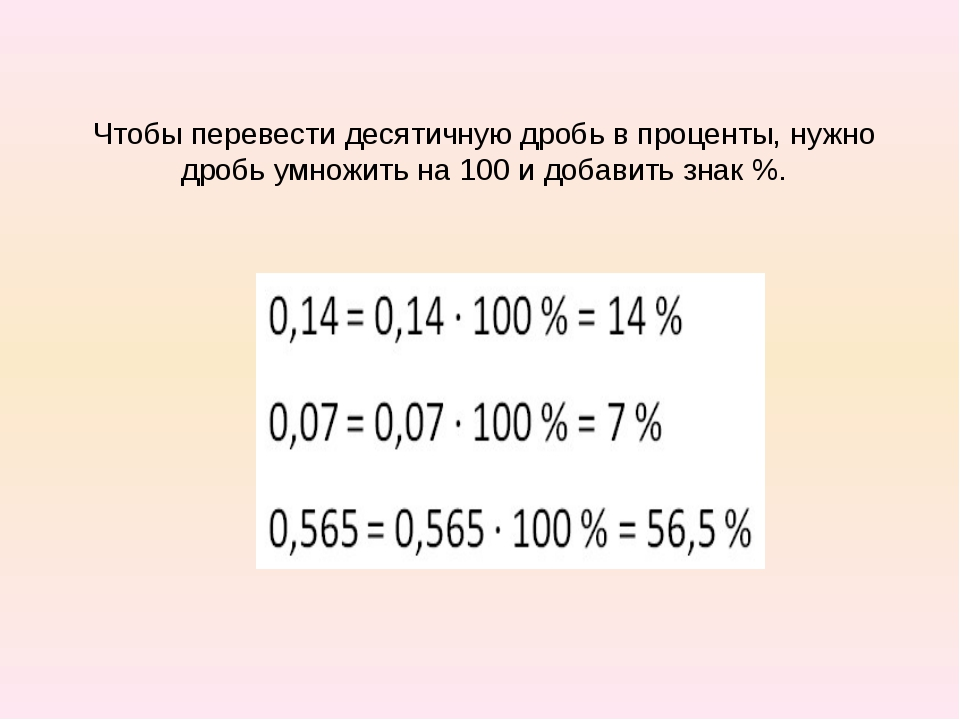 Чтобы перевести десятичную дробь в проценты, нужно
дробь умножить на 100 и добавить знак %.
0,14 = 0,14 · 100 % = 14 %
0,07 = 0,07 · 100 % = 7 %
0,565 = 0,565 · 100 % = 56,5 %